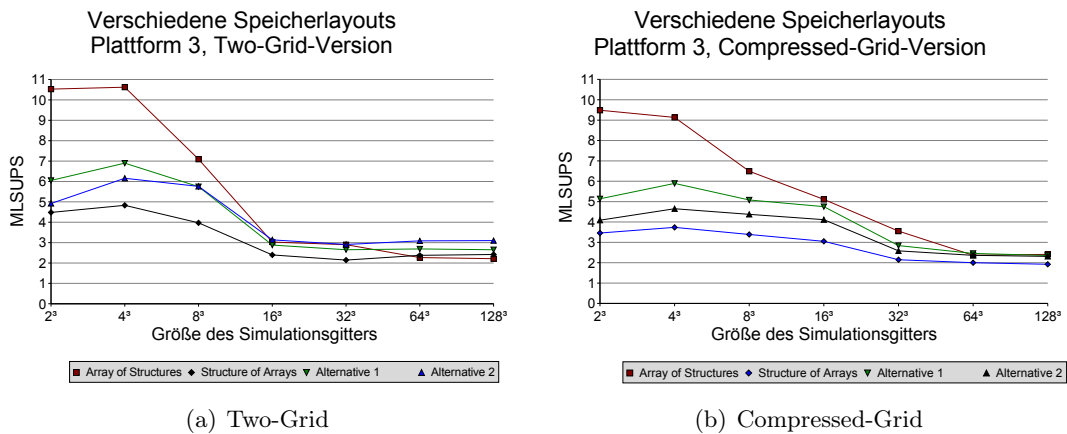 Verschiedene Speicherlayouts
Plattform 3, Two-Grid-Version
MLSUPS
11
10
9
8
7
6
5
4
3
2
1
0
2³ 4³ 8³ 16³ 32³ 64³ 128³
Größe des Simulationsgitters
Array of Structures Structure of Arrays Alternative 1 Alternative 2
(a) Two-Grid
Verschiedene Speicherlayouts
Plattform 3, Compressed-Grid-Version
MLSUPS
11
10
9
8
7
6
5
4
3
2
1
0
2³ 4³ 8³ 16³ 32³ 64³ 128³
Größe des Simulationsgitters
Array of Structures Structure of Arrays Alternative 1 Alternative 2
(b) Compressed-Grid